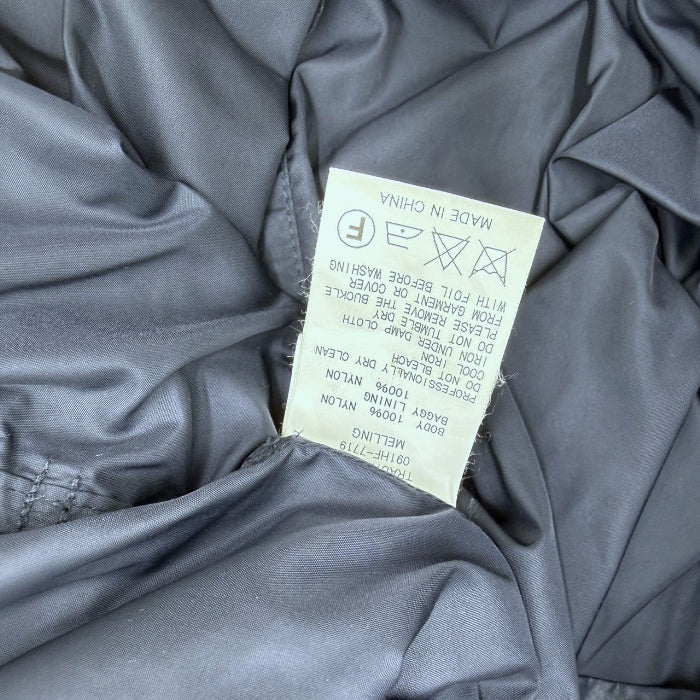 TRAD
091HF-7719
MELLING
BODY 100% NYLON
BAGGY LINING
100% NYLON
PROFESSIONALLY DRY CLEAN
DO NOT BLEACH
COOL IRON
IRON UNDER DAMP CLOTH
DO NOT TUMBLE DRY
PLEASE REMOVE THE BUCKLE
FROM GARMENT OR COVER
WITH FOIL BEFORE WASHING
F
MADE IN CHINA